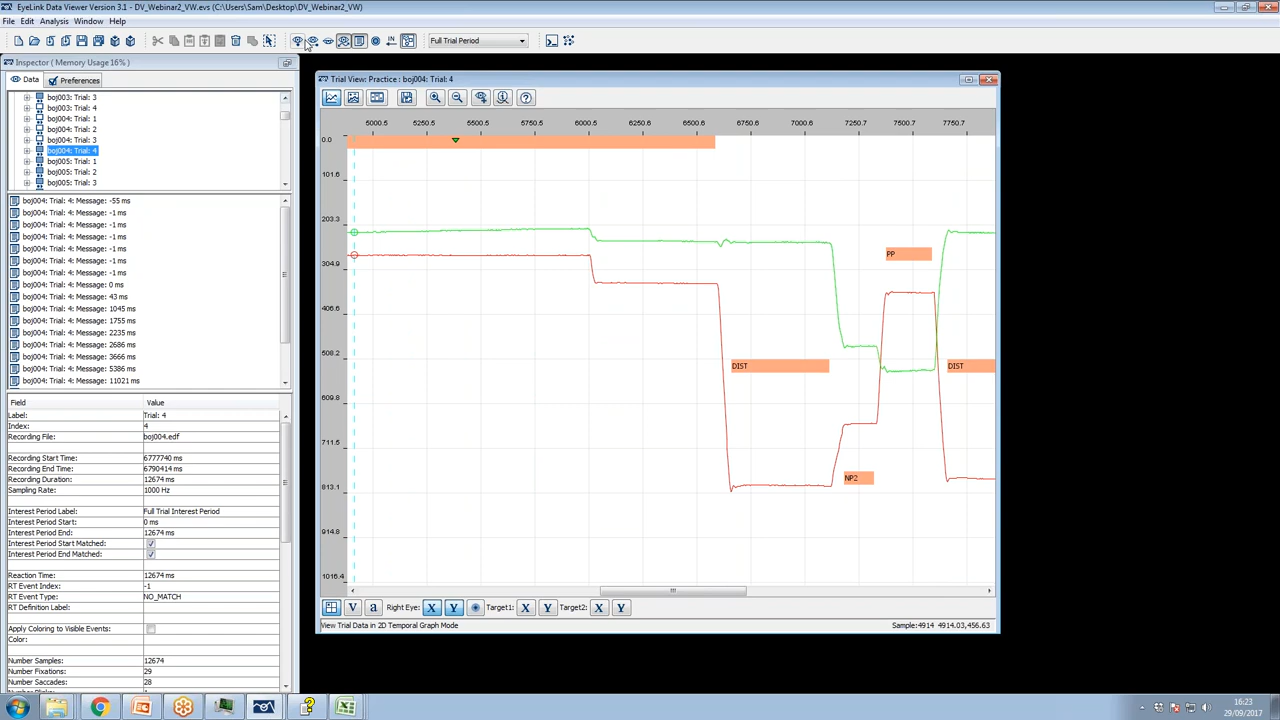 EyeLink Data Viewer Version 3.1 - DV_Webinar2_VW.evs (C:\Users\Sam\Desktop\DV_Webinar2_VW)
File Edit Analysis Window Help
Full Trial Period
Inspector ( Memory Usage 16% )
Data Preferences
boj003: Trial: 3
boj003: Trial: 4
boj004: Trial: 1
boj004: Trial: 2
boj004: Trial: 3
boj004: Trial: 4
boj005: Trial: 1
boj005: Trial: 2
boj005: Trial: 3
boj004: Trial: 4: Message: -55 ms
boj004: Trial: 4: Message: -1 ms
boj004: Trial: 4: Message: -1 ms
boj004: Trial: 4: Message: -1 ms
boj004: Trial: 4: Message: -1 ms
boj004: Trial: 4: Message: -1 ms
boj004: Trial: 4: Message: -1 ms
boj004: Trial: 4: Message: 0 ms
boj004: Trial: 4: Message: 43 ms
boj004: Trial: 4: Message: 1045 ms
boj004: Trial: 4: Message: 1755 ms
boj004: Trial: 4: Message: 2235 ms
boj004: Trial: 4: Message: 2686 ms
boj004: Trial: 4: Message: 3666 ms
boj004: Trial: 4: Message: 5386 ms
boj004: Trial: 4: Message: 11021 ms
Field Value
Label: Trial: 4
Index: 4
Recording File: boj004.edf
Recording Start Time: 6777740 ms
Recording End Time: 6790414 ms
Recording Duration: 12674 ms
Sampling Rate: 1000 Hz
Interest Period Label: Full Trial Interest Period
Interest Period Start: 0 ms
Interest Period End: 12674 ms
Interest Period Start Matched:
Interest Period End Matched:
Reaction Time: 12674 ms
RT Event Index: -1
RT Event Type: NO_MATCH
RT Definition Label:
Apply Coloring to Visible Events:
Color:
Number Samples: 12674
Number Fixations: 29
Number Saccades: 28
Trial View: Practice : boj004: Trial: 4
5000.5 5250.5 5500.5 5750.5 6000.5 6250.5 6500.5 6750.5 7000.5 7250.7 7500.7 7750.7
0.0
101.6
203.3
304.9
406.6
508.2
609.8
711.5
813.1
914.8
1016.4
PP
DIST
DIST
NP2
V a Right Eye: X Y Target1: X Y Target2: X Y
View Trial Data in 2D Temporal Graph Mode Sample:4914 4914.03,456.63
16:23
29/09/2017